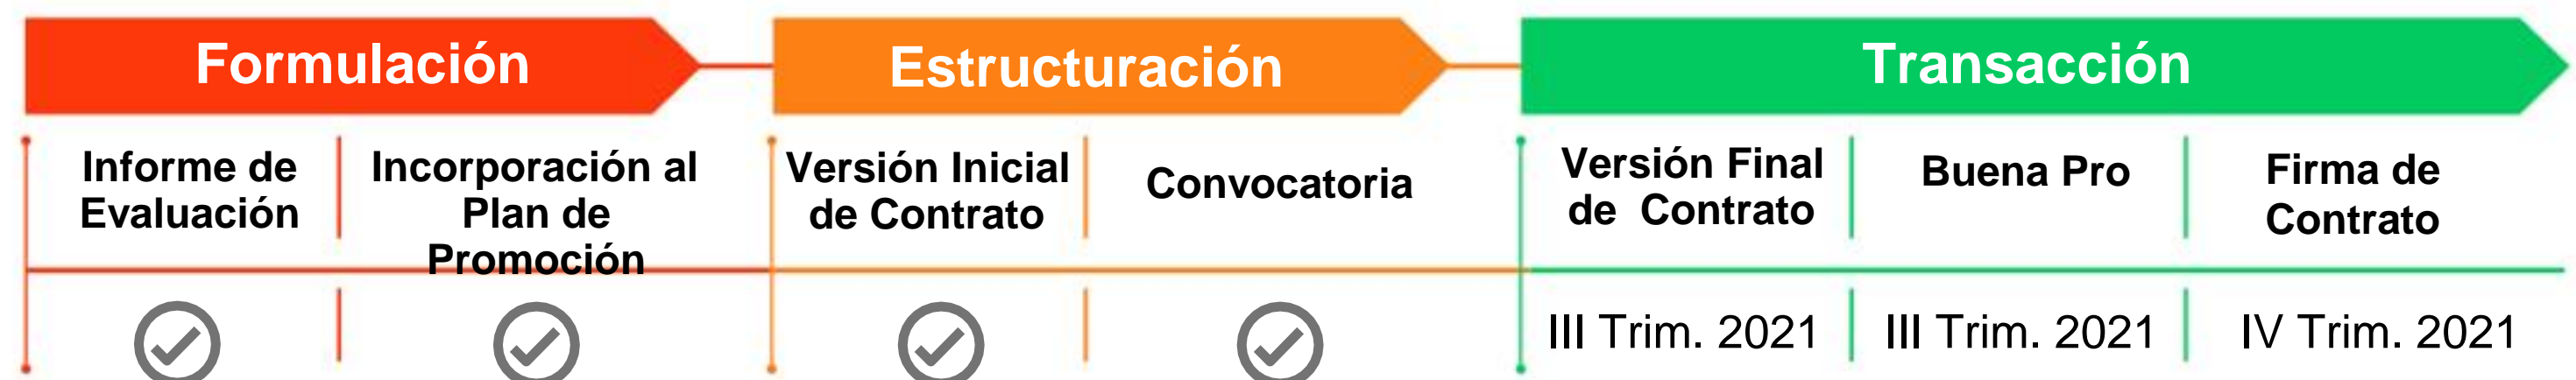 Formulación
Estructuración
Transacción
Informe de
Evaluación
Incorporación al
Plan de
Promoción
Versión Inicial
de Contrato
Convocatoria
Versión Final
de Contrato
Buena Pro
Firma de
Contrato
III Trim. 2021
III Trim. 2021
IV Trim. 2021